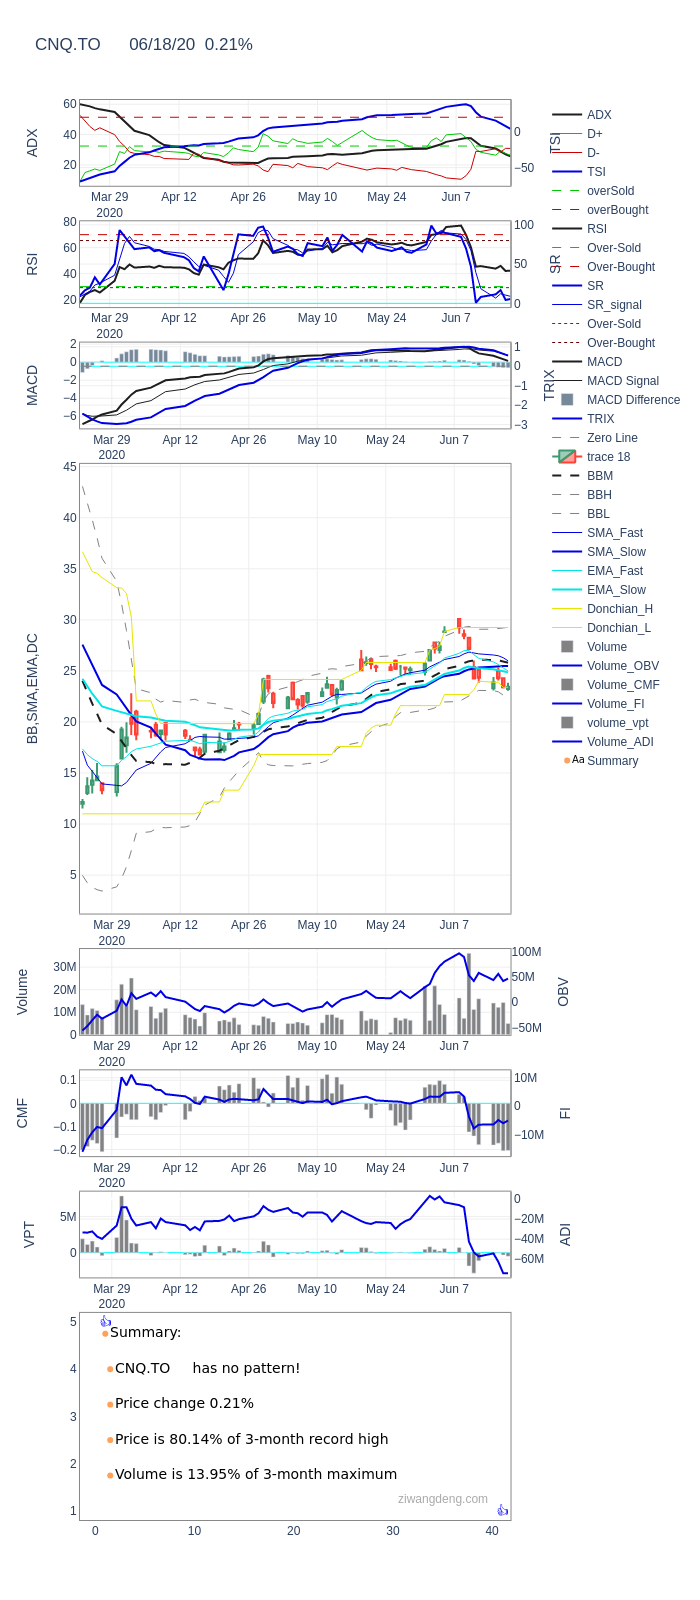 CNQ.TO 06/18/20 0.21%
60
40
20
ADX
0
−50
TSI
Mar 29 Apr 12 Apr 26 May 10 May 24 Jun 7
2020
80
60
40
20
RSI
100
50
0
SR
Mar 29 Apr 12 Apr 26 May 10 May 24 Jun 7
2020
2
0
−2
−4
−6
MACD
1
0
−1
−2
−3
TRIX
Mar 29 Apr 12 Apr 26 May 10 May 24 Jun 7
2020
45
40
35
30
25
20
15
10
5
BB,SMA,EMA,DC
Mar 29 Apr 12 Apr 26 May 10 May 24 Jun 7
2020
30M
20M
10M
0
Volume
100M
50M
0
−50M
OBV
Mar 29 Apr 12 Apr 26 May 10 May 24 Jun 7
2020
0.1
0
−0.1
−0.2
CMF
10M
0
−10M
FI
Mar 29 Apr 12 Apr 26 May 10 May 24 Jun 7
2020
5M
0
VPT
0
−20M
−40M
−60M
ADI
Mar 29 Apr 12 Apr 26 May 10 May 24 Jun 7
2020
5
4
3
2
1
Summary:
CNQ.TO has no pattern!
Price change 0.21%
Price is 80.14% of 3-month record high
Volume is 13.95% of 3-month maximum
ziwangdeng.com
0 10 20 30 40
ADX
D+
D-
TSI
overSold
overBought
RSI
Over-Sold
Over-Bought
SR
SR_signal
Over-Sold
Over-Bought
MACD
MACD Signal
MACD Difference
TRIX
Zero Line
trace 18
BBM
BBH
BBL
SMA_Fast
SMA_Slow
EMA_Fast
EMA_Slow
Donchian_H
Donchian_L
Volume
Volume_OBV
Volume_CMF
Volume_FI
volume_vpt
Volume_ADI
Aa Summary